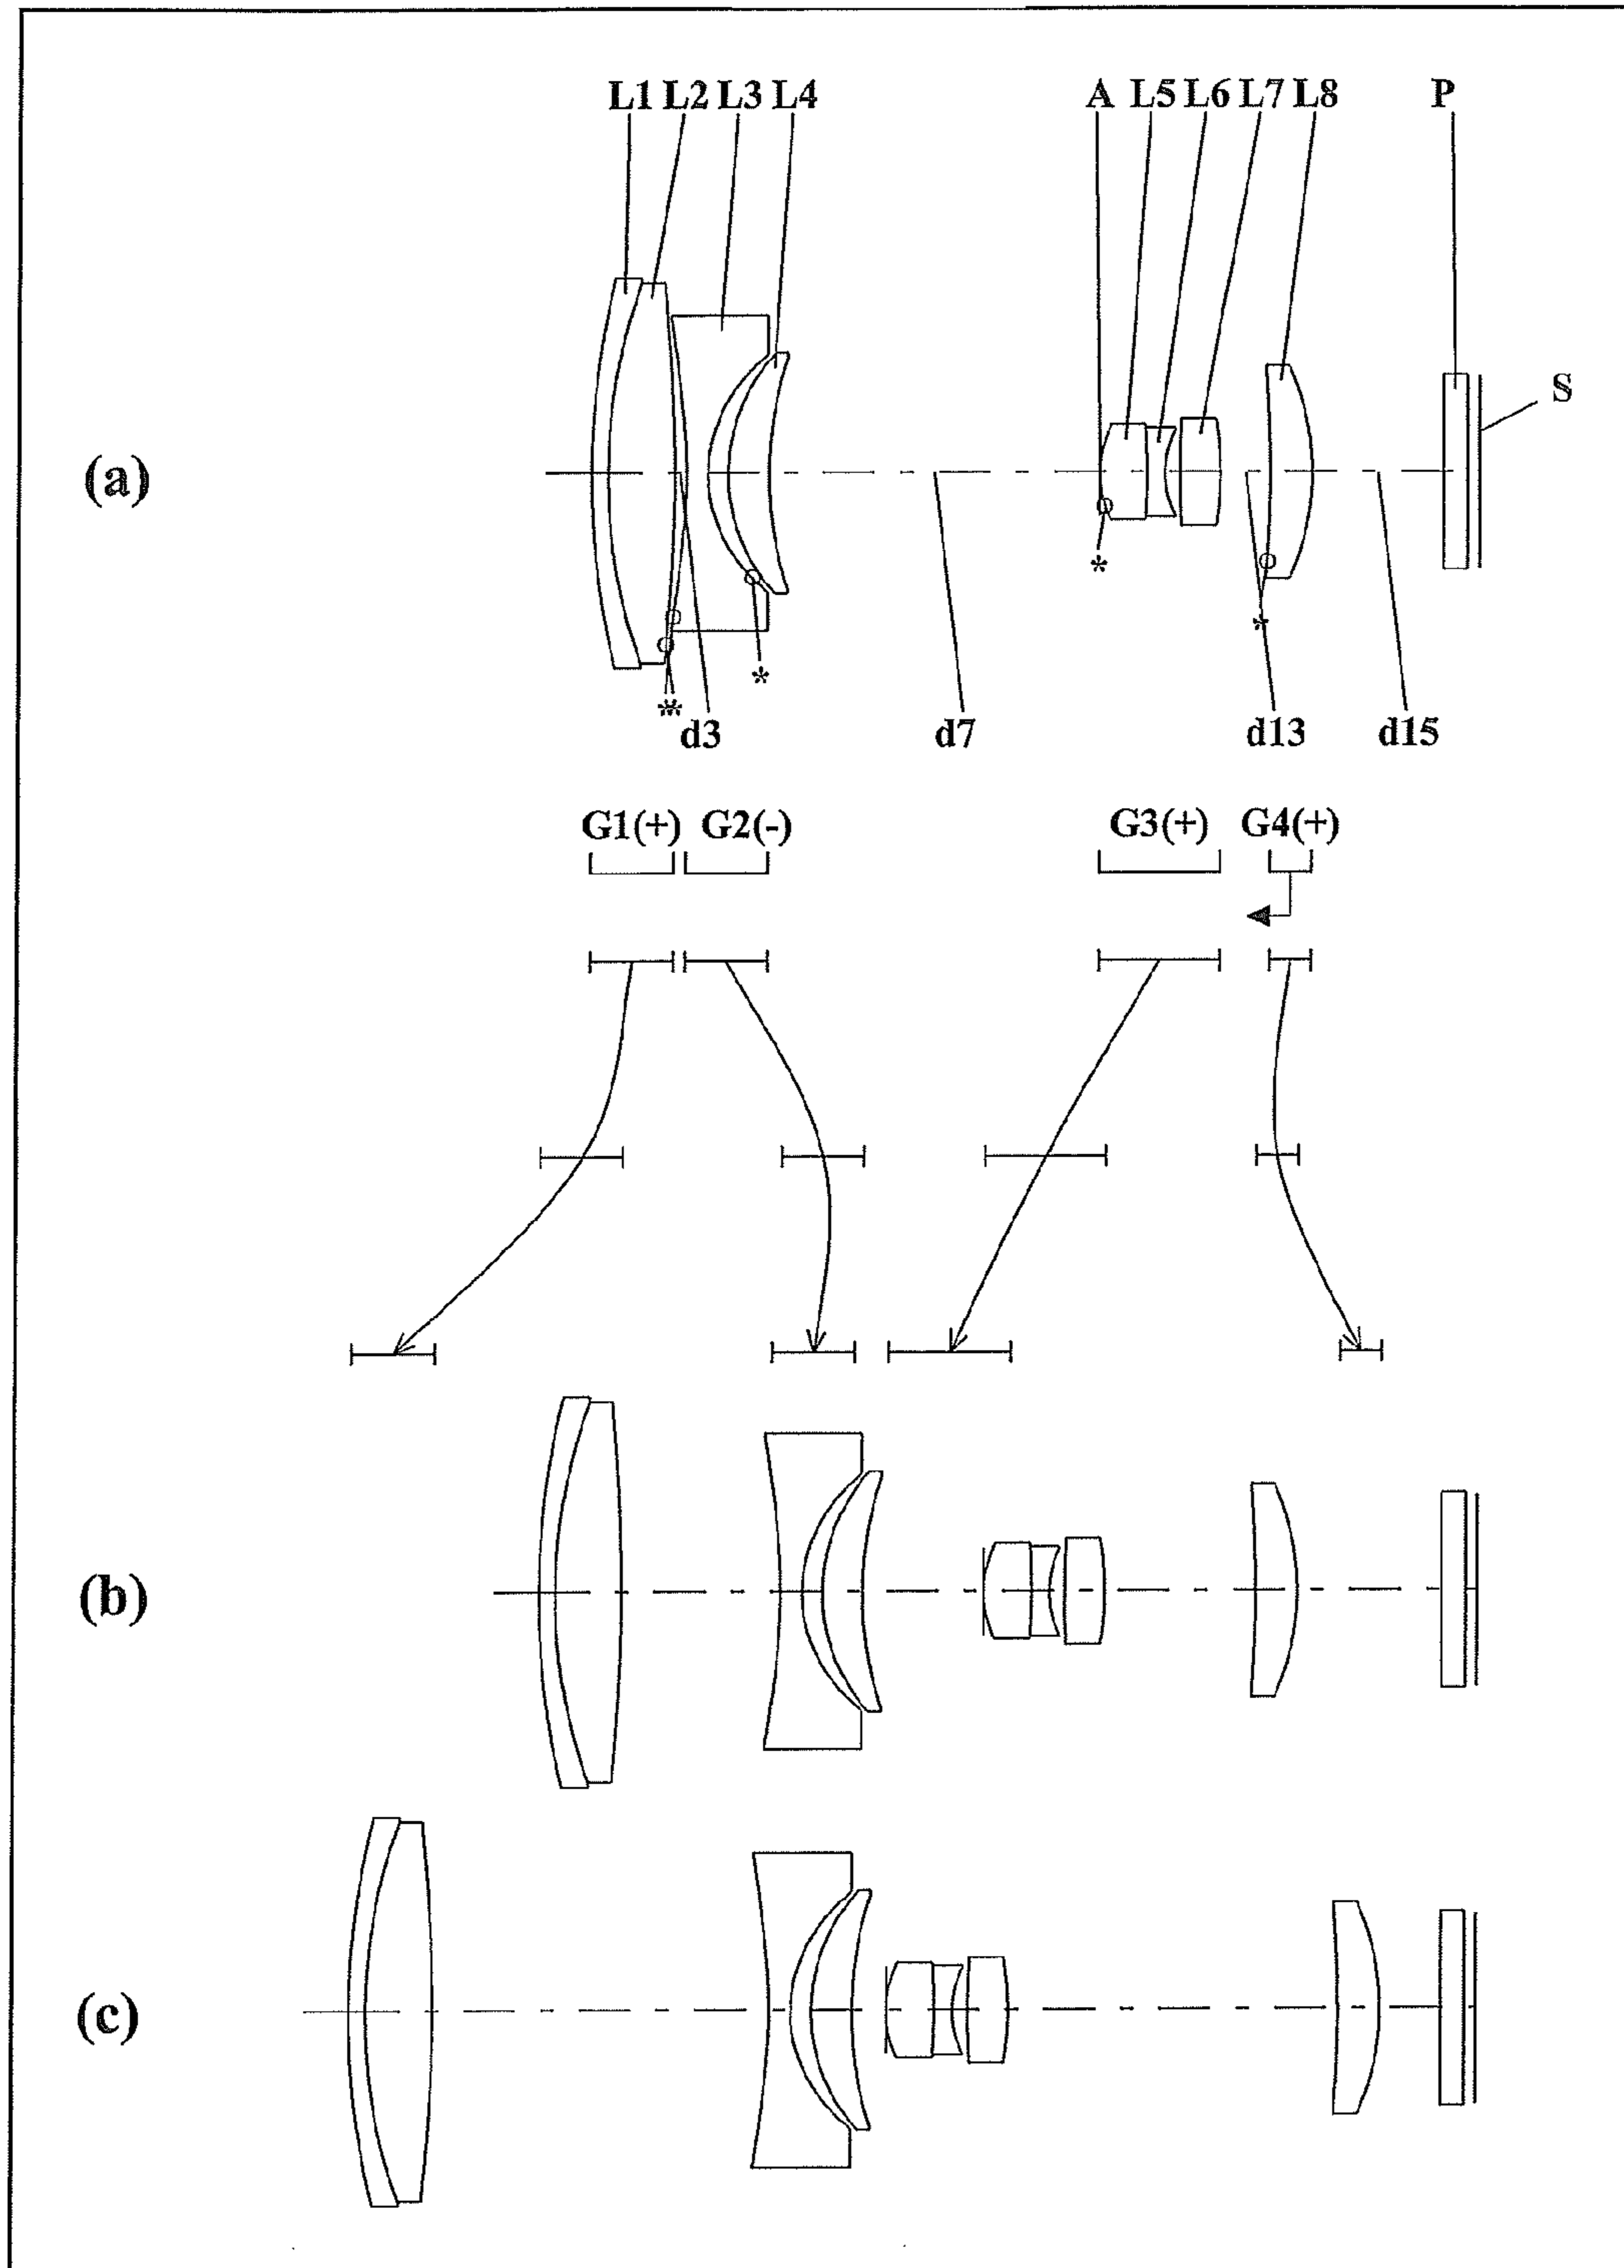 L1 L2 L3 L4 A L5 L6 L7 L8 P
S
(a)
*
*
*
* *
d3 d7 d13 d15
G1(+) G2(-) G3(+) G4(+)
(b)
(c)